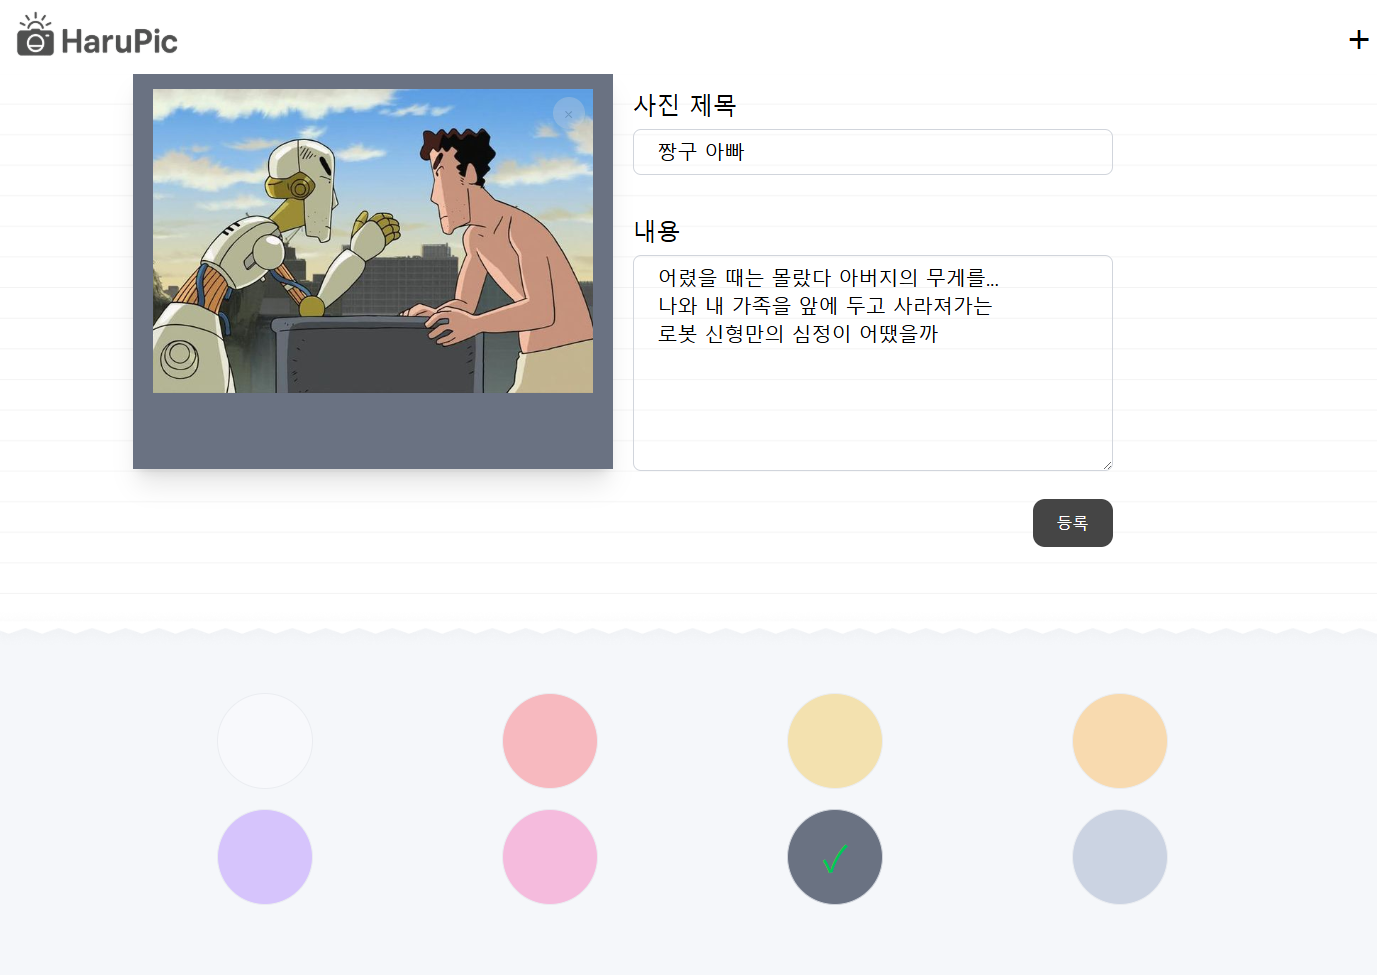 HaruPic
+
×
사진 제목
짱구 아빠
내용
어렸을 때는 몰랐다 아버지의 무게를...
나와 내 가족을 앞에 두고 사라져가는
로봇 신형만의 심정이 어땠을까
등록
✓